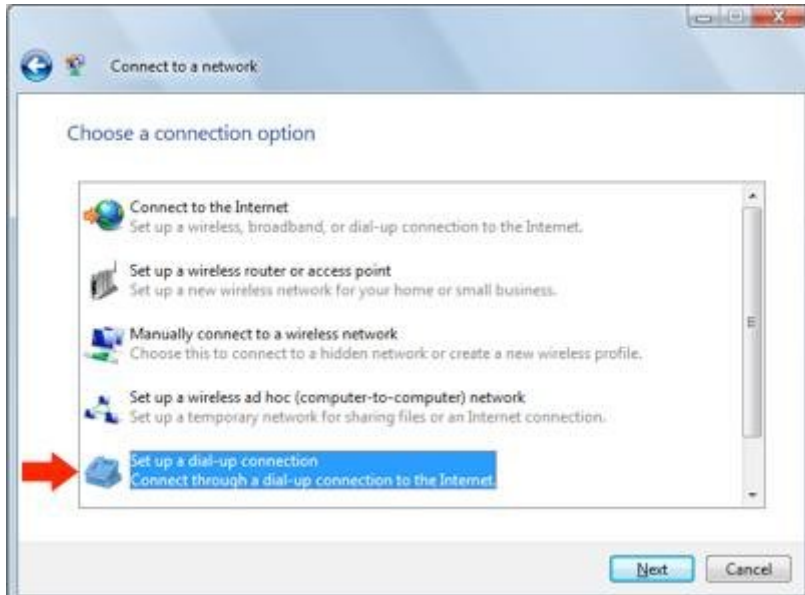 Connect to a network
Choose a connection option
Connect to the Internet
Set up a wireless, broadband, or dial-up connection to the Internet.
Set up a wireless router or access point
Set up a new wireless network for your home or small business.
Manually connect to a wireless network
Choose this to connect to a hidden network or create a new wireless profile.
Set up a wireless ad hoc (computer-to-computer) network
Set up a temporary network for sharing files or an Internet connection.
Set up a dial-up connection
Connect through a dial-up connection to the Internet.
Next
Cancel